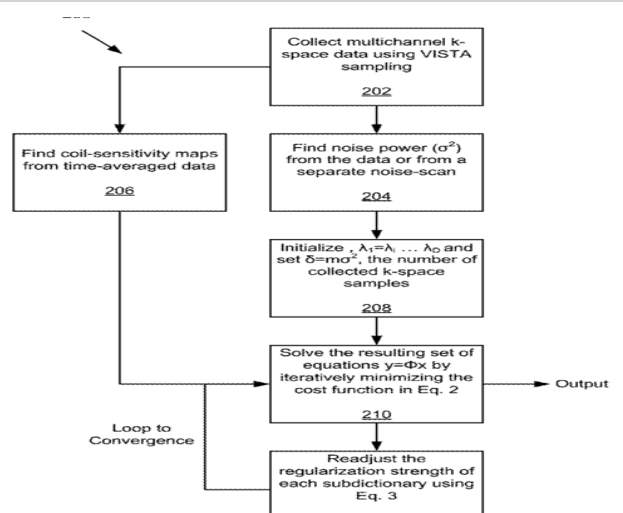 Collect multichannel k-
space data using VISTA
sampling
202
Find coil-sensitivity maps
from time-averaged data
206
Find noise power (σ²)
from the data or from a
separate noise-scan
204
Initialize , λ₁=λᵢ ... λ_D and
set δ=mσ², the number of
collected k-space
samples
208
Solve the resulting set of
equations y=Φx by
iteratively minimizing the
cost function in Eq. 2
210
Output
Loop to
Convergence
Readjust the
regularization strength of
each subdictionary using
Eq. 3